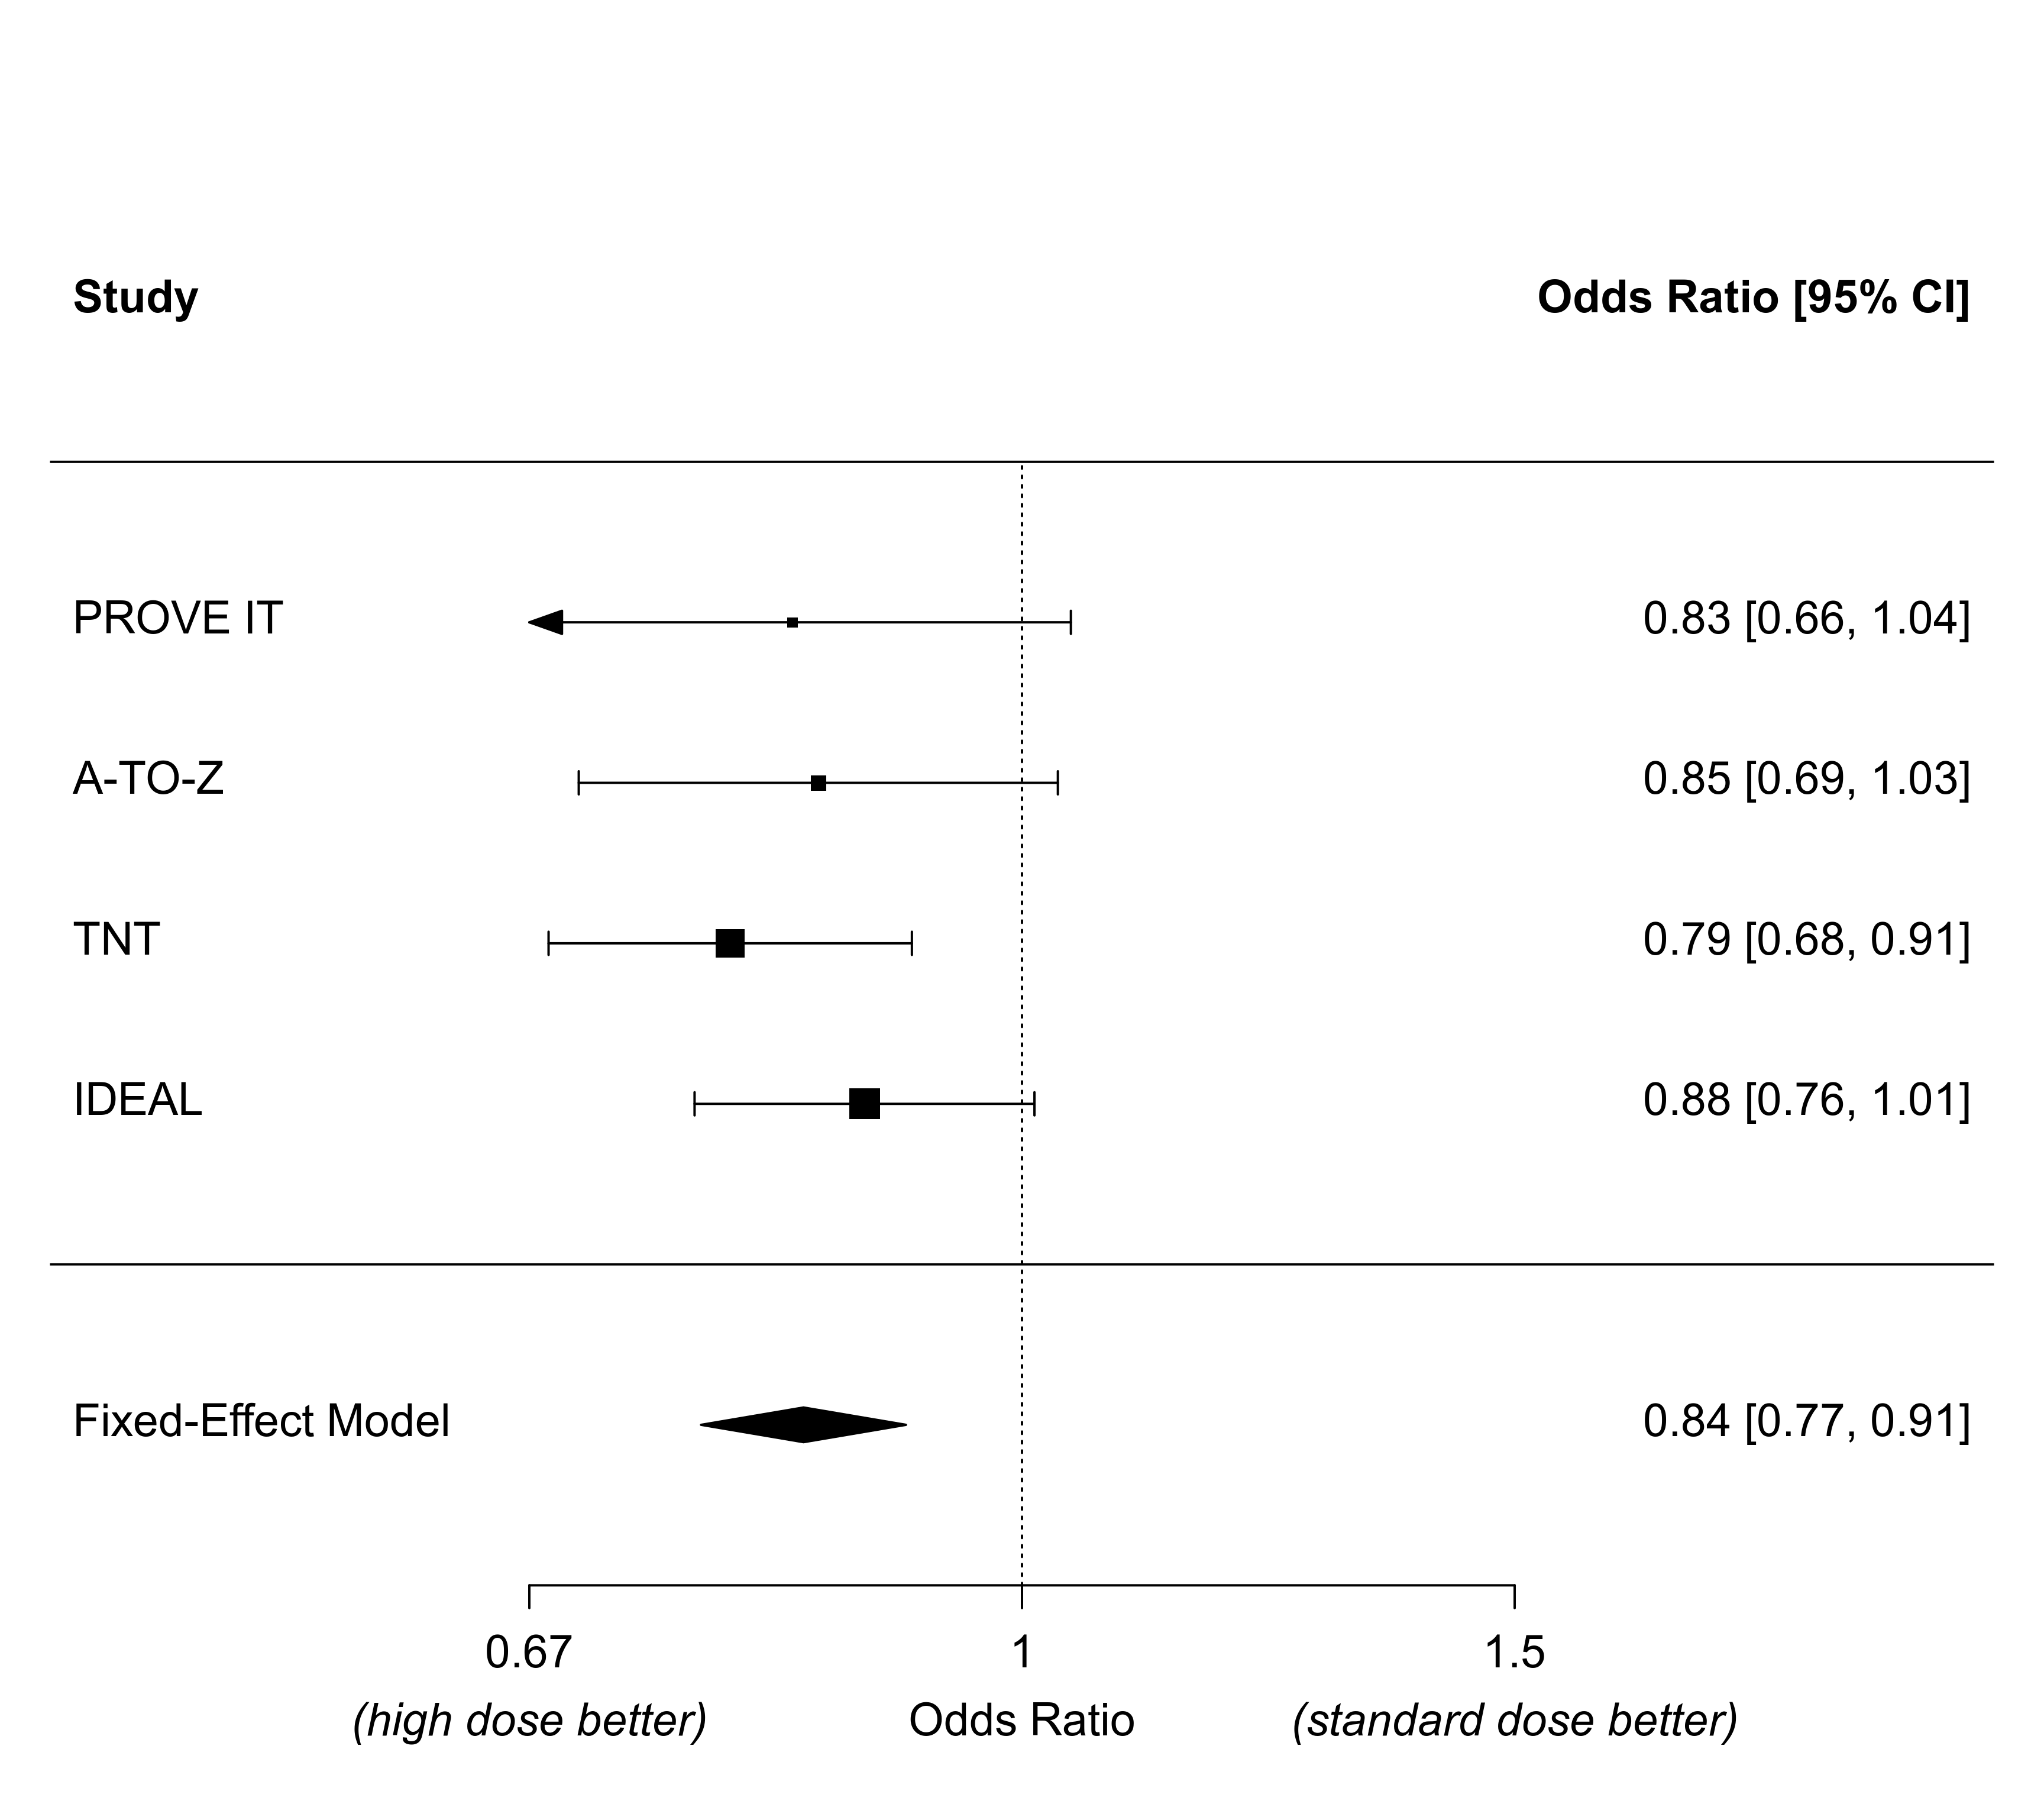 Study Odds Ratio [95% CI]
PROVE IT 0.83 [0.66, 1.04]
A-TO-Z 0.85 [0.69, 1.03]
TNT 0.79 [0.68, 0.91]
IDEAL 0.88 [0.76, 1.01]
Fixed-Effect Model 0.84 [0.77, 0.91]
0.67 1 1.5
(high dose better) Odds Ratio (standard dose better)